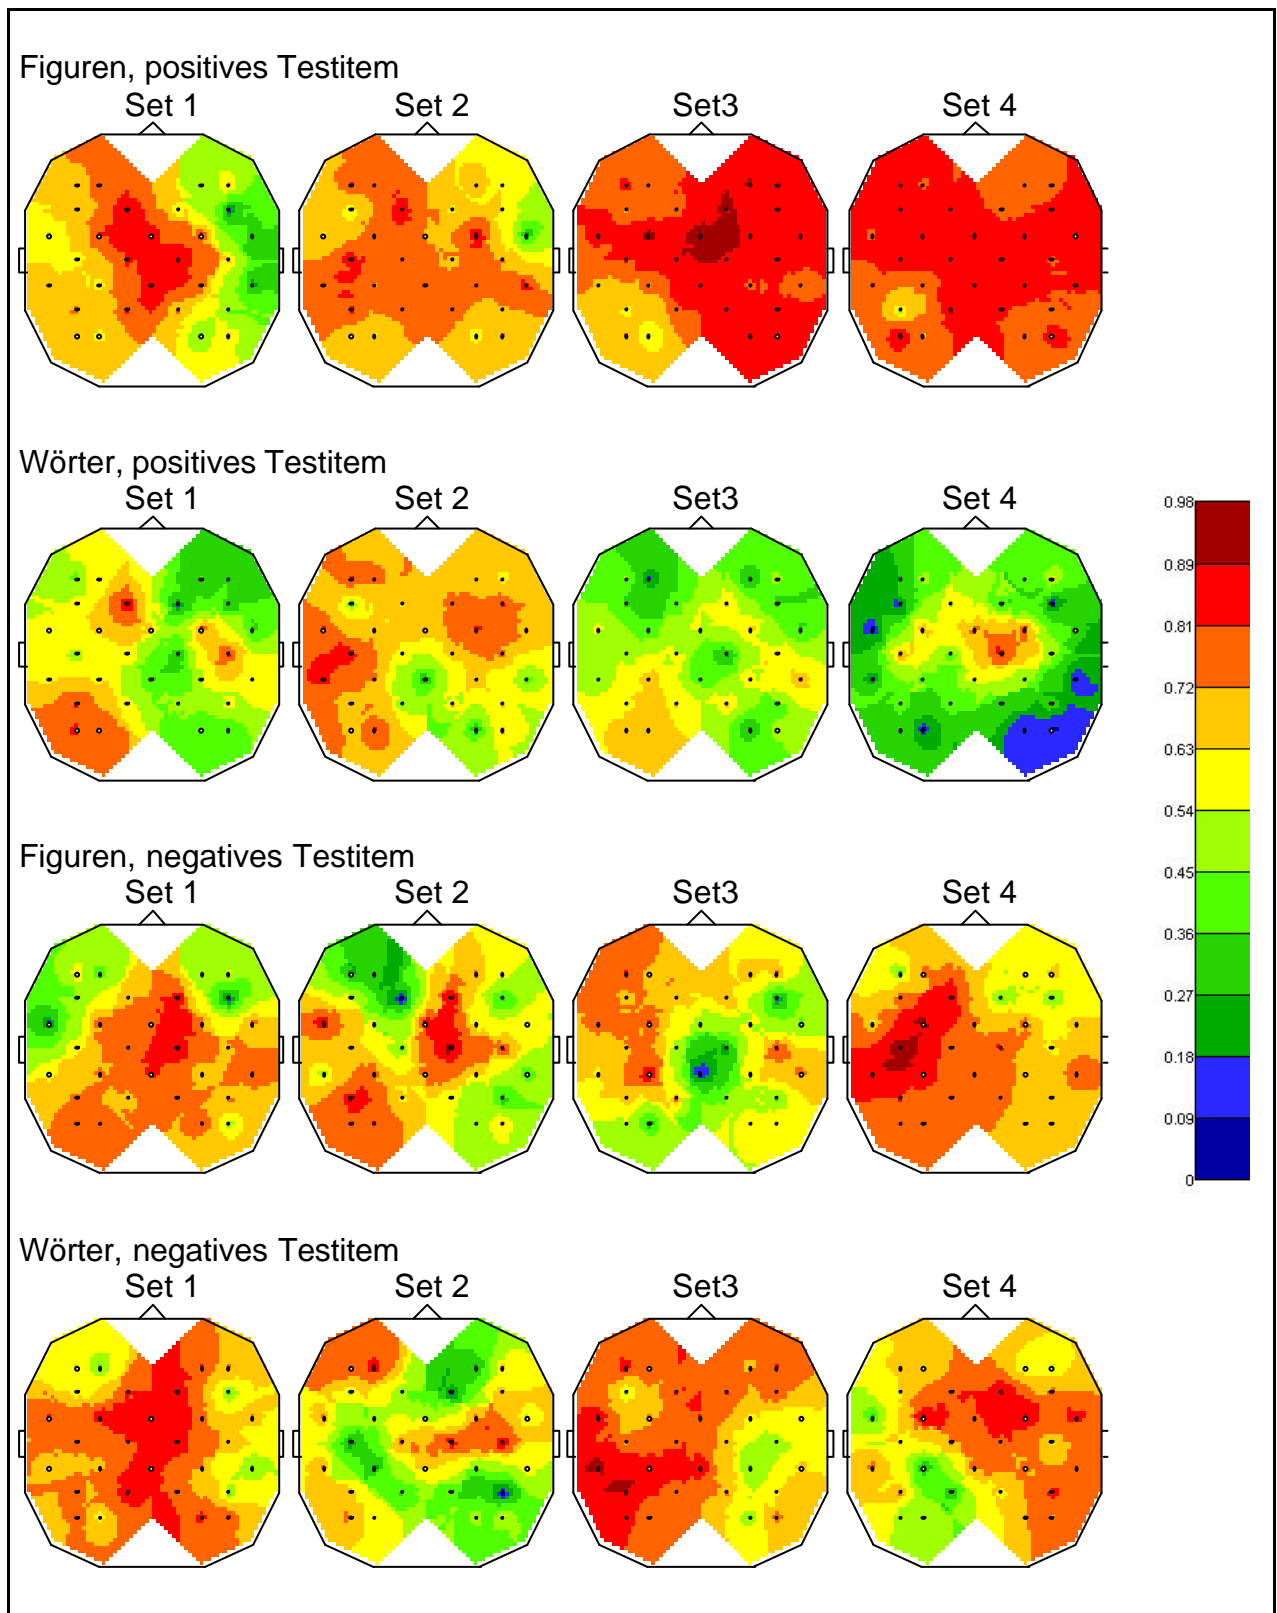 Figuren, positives Testitem
Set 1 Set 2 Set3 Set 4
Wörter, positives Testitem
Set 1 Set 2 Set3 Set 4
0.98
0.89
0.81
0.72
0.63
0.54
0.45
0.36
0.27
0.18
0.09
0
Figuren, negatives Testitem
Set 1 Set 2 Set3 Set 4
Wörter, negatives Testitem
Set 1 Set 2 Set3 Set 4